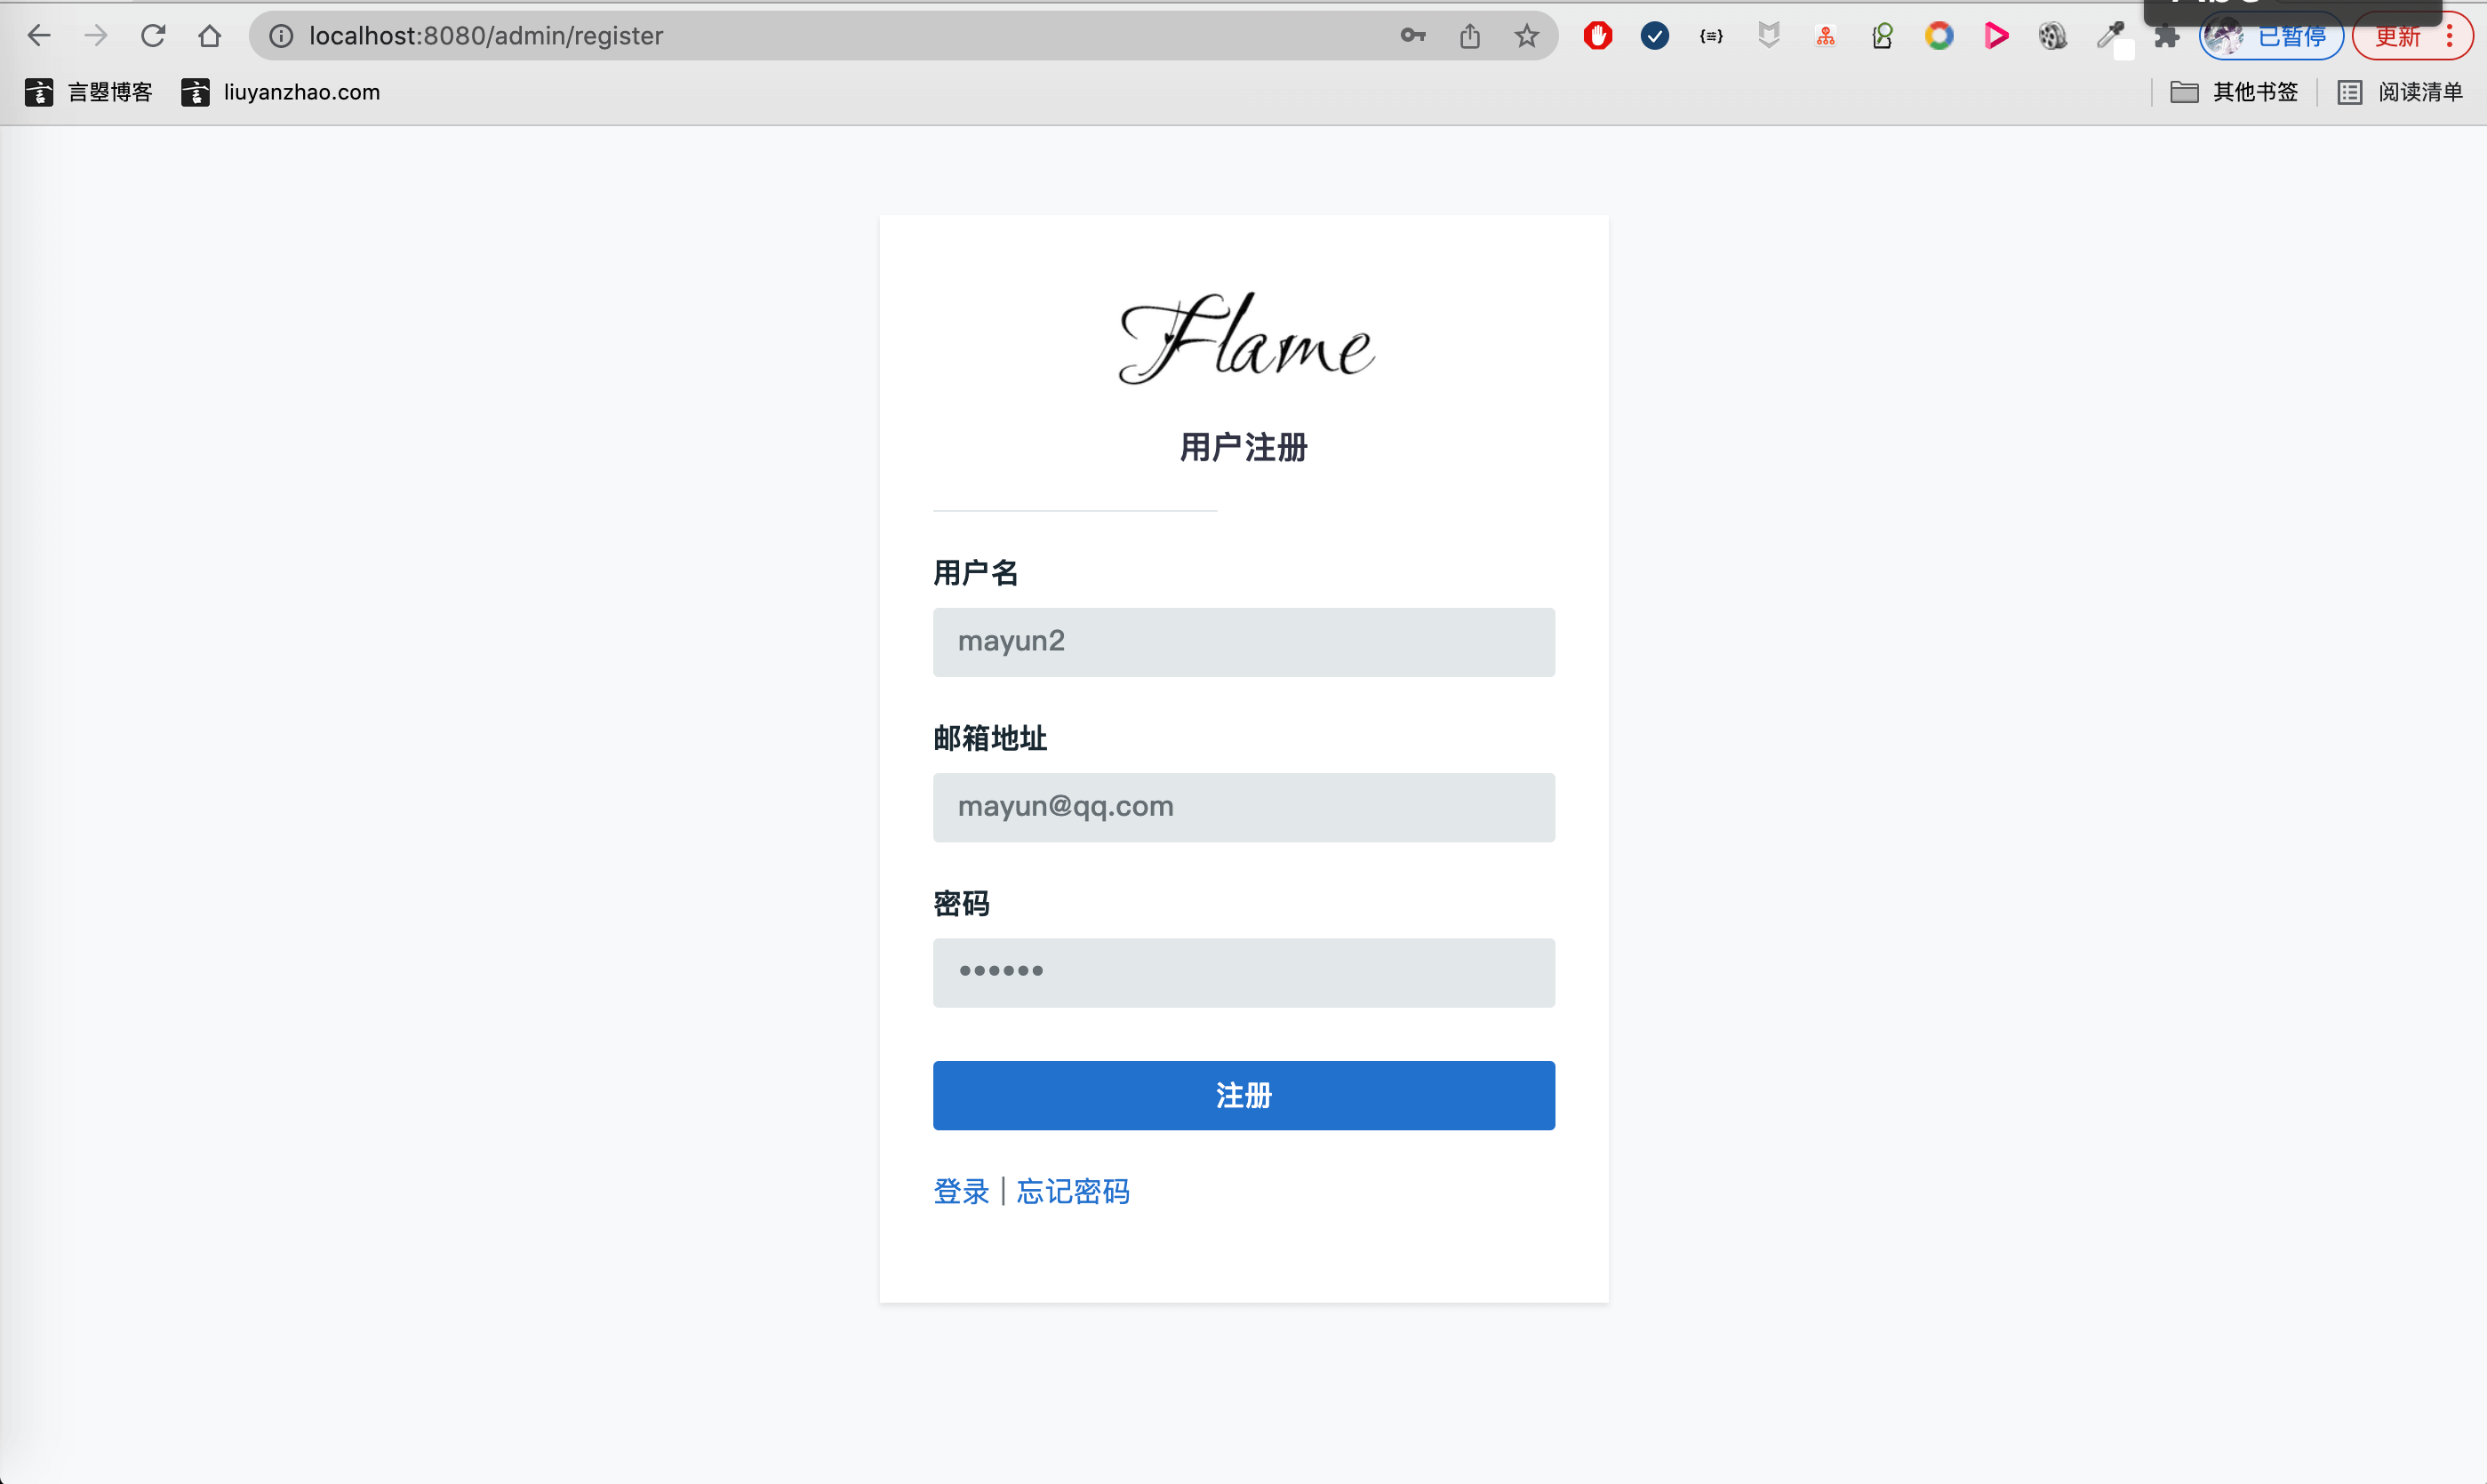 localhost:8080/admin/register
已暂停
更新
言曌博客
liuyanzhao.com
其他书签
阅读清单
Flame
用户注册
用户名
mayun2
邮箱地址
mayun@qq.com
密码
••••••
注册
登录 | 忘记密码